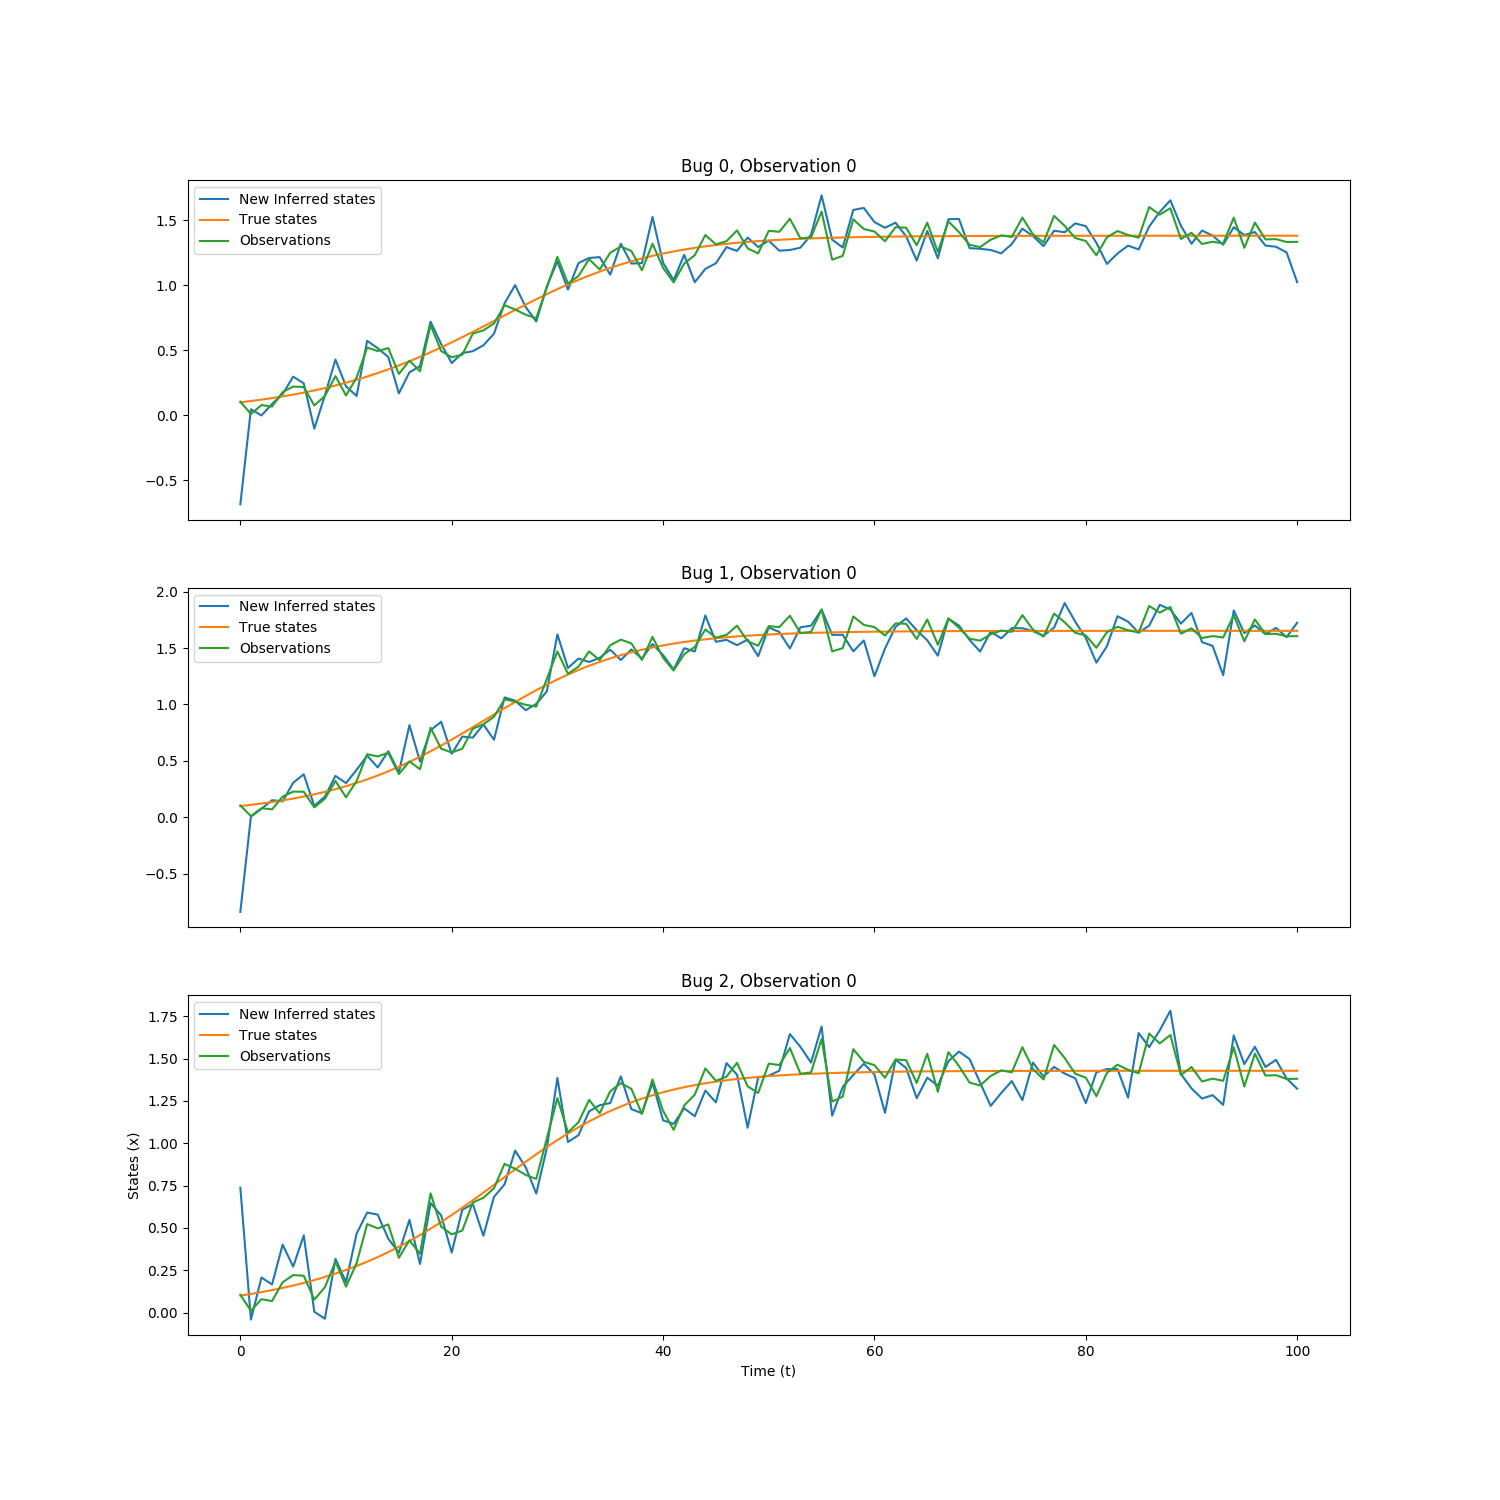 Bug 0, Observation 0
New Inferred states
True states
Observations
1.5
1.0
0.5
0.0
−0.5
Bug 1, Observation 0
New Inferred states
True states
Observations
2.0
1.5
1.0
0.5
0.0
−0.5
Bug 2, Observation 0
New Inferred states
True states
Observations
1.75
1.50
1.25
1.00
0.75
0.50
0.25
0.00
States (x)
0 20 40 60 80 100
Time (t)